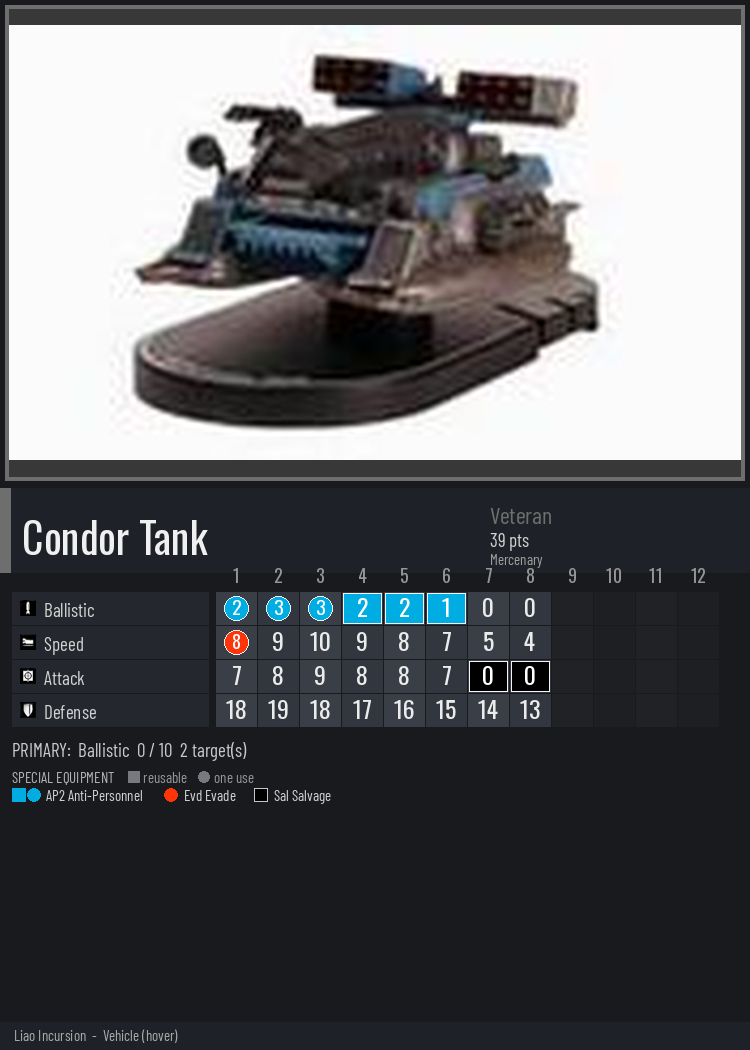 Condor Tank
Veteran
39 pts
Mercenary
1 2 3 4 5 6 7 8 9 10 11 12
Ballistic 2 3 3 2 2 1 0 0
Speed 8 9 10 9 8 7 5 4
Attack 7 8 9 8 8 7 0 0
Defense 18 19 18 17 16 15 14 13
PRIMARY: Ballistic 0 / 10 2 target(s)
SPECIAL EQUIPMENT reusable one use
AP2 Anti-Personnel Evd Evade Sal Salvage
Liao Incursion - Vehicle (hover)